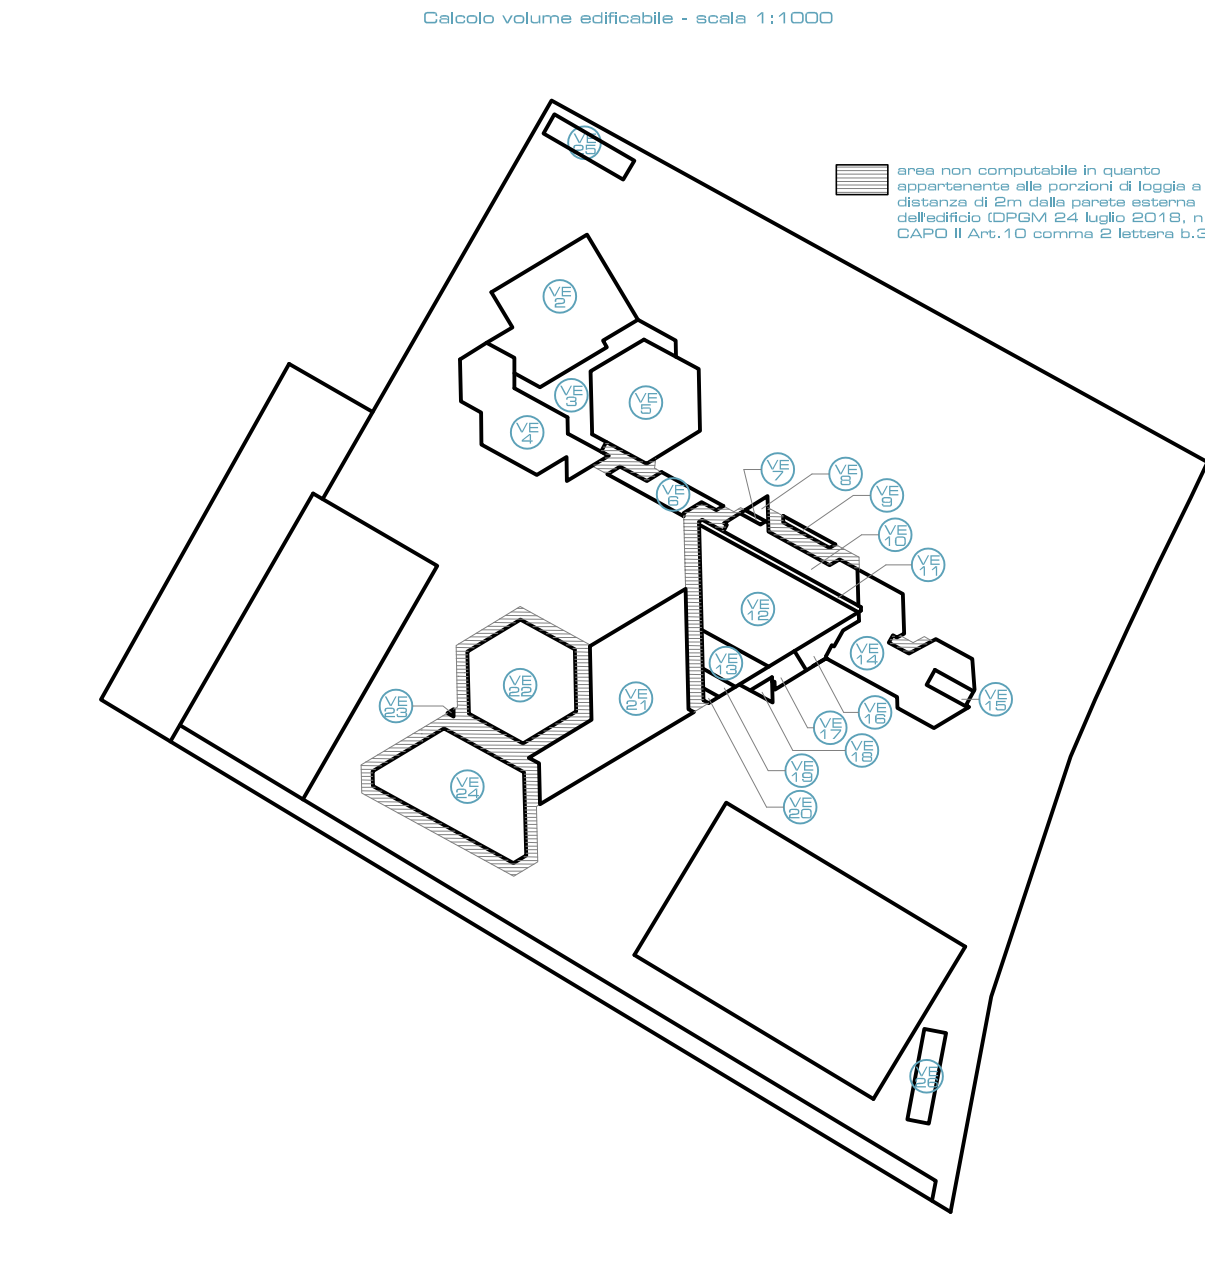 Calcolo volume edificabile - scala 1:1000
VE
25
area non computabile in quanto
appartenente alle porzioni di loggia a
distanza di 2m dalla parete esterna
dell'edificio (DPGM 24 luglio 2018, n
CAPO II Art.10 comma 2 lettera b.3
VE
2
VE
3
VE
5
VE
4
VE
7
VE
8
VE
6
VE
9
VE
10
VE
11
VE
12
VE
14
VE
13
VE
22
VE
21
VE
23
VE
15
VE
16
VE
17
VE
18
VE
19
VE
24
VE
20
VE
26